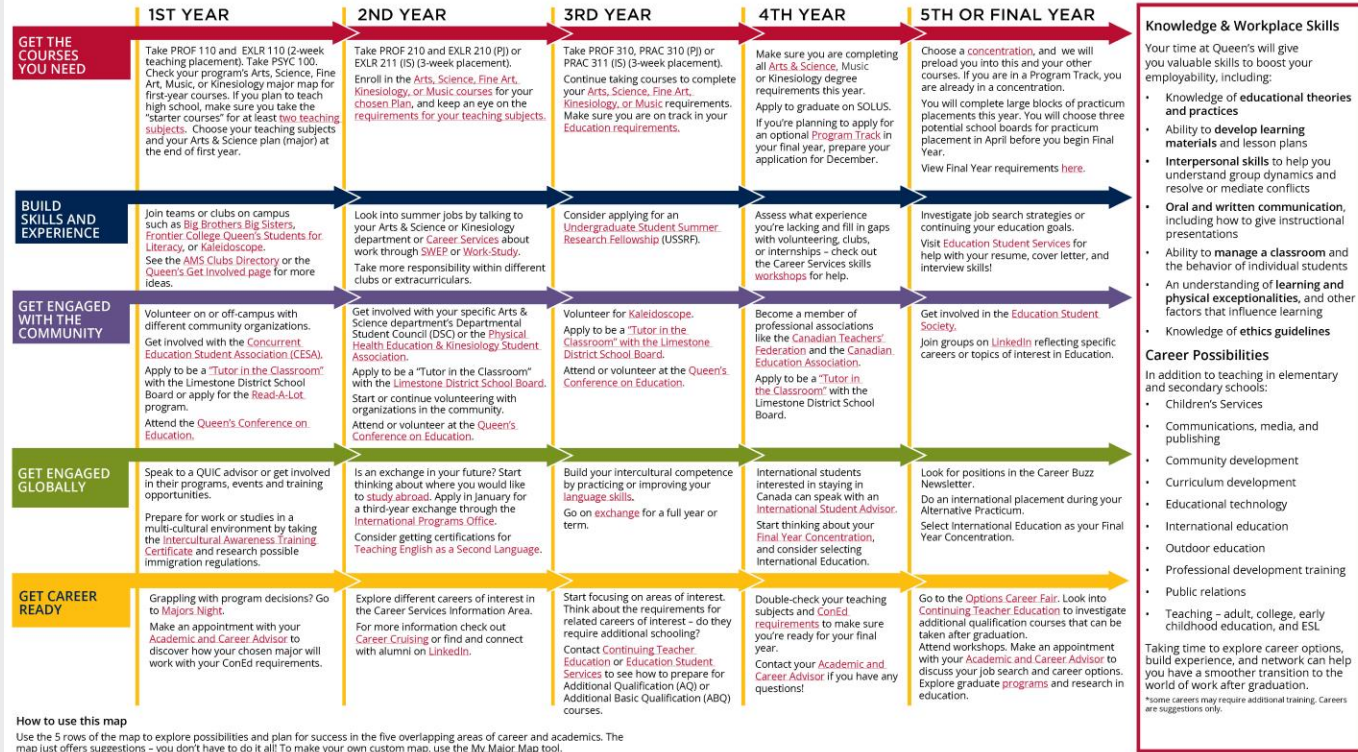 1ST YEAR
2ND YEAR
3RD YEAR
4TH YEAR
5TH OR FINAL YEAR
GET THE
COURSES
YOU NEED
Take PROF 110 and EXLR 110 (2-week
teaching placement). Take PSYC 100.
Check your program's Arts, Science, Fine
Art, Music, or Kinesiology major map for
first-year courses. If you plan to teach
high school, make sure you take the
"starter courses" for at least two teaching
subjects. Choose your teaching subjects
and your Arts & Science plan (major) at
the end of first year.
Take PROF 210 and EXLR 210 (PJ) or
EXLR 211 (IS) (3-week placement).
Enroll in the Arts, Science, Fine Art,
Kinesiology, or Music courses for your
chosen Plan, and keep an eye on the
requirements for your teaching subjects.
Take PROF 310, PRAC 310 (PJ) or
PRAC 311 (IS) (3-week placement).
Continue taking courses to complete
your Arts, Science, Fine Art,
Kinesiology, or Music requirements.
Make sure you are on track in your
Education requirements.
Make sure you are completing
all Arts & Science, Music
or Kinesiology degree
requirements this year.
Apply to graduate on SOLUS.
If you're planning to apply for
an optional Program Track in
your final year, prepare your
application for December.
Choose a concentration, and we will
preload you into this and your other
courses. If you are in a Program Track, you
are already in a concentration.
You will complete large blocks of practicum
placements this year. You will choose three
potential school boards for practicum
placement in April before you begin Final
Year.
View Final Year requirements here.
BUILD
SKILLS AND
EXPERIENCE
Join teams or clubs on campus
such as Big Brothers Big Sisters,
Frontier College Queen's Students for
Literacy, or Kaleidoscope.
See the AMS Clubs Directory or the
Queen's Get Involved page for more
ideas.
Look into summer jobs by talking to
your Arts & Science or Kinesiology
department or Career Services about
work through SWEP or Work-Study.
Take more responsibility within different
clubs or extracurriculars.
Consider applying for an
Undergraduate Student Summer
Research Fellowship (USSRF).
Assess what experience
you're lacking and fill in gaps
with volunteering, clubs,
or internships – check out
the Career Services skills
workshops for help.
Investigate job search strategies or
continuing your education goals.
Visit Education Student Services for
help with your resume, cover letter, and
interview skills!
GET ENGAGED
WITH THE
COMMUNITY
Volunteer on or off-campus with
different community organizations.
Get involved with the Concurrent
Education Student Association (CESA).
Apply to be a "Tutor in the Classroom"
with the Limestone District School
Board or apply for the Read-A-Lot
program.
Attend the Queen's Conference on
Education.
Get involved with your specific Arts &
Science department's Departmental
Student Council (DSC) or the Physical
Health Education & Kinesiology Student
Association.
Apply to be a "Tutor in the Classroom"
with the Limestone District School Board.
Start or continue volunteering with
organizations in the community.
Attend or volunteer at the Queen's
Conference on Education.
Volunteer for Kaleidoscope.
Apply to be a "Tutor in the
Classroom" with the Limestone
District School Board.
Attend or volunteer at the Queen's
Conference on Education.
Become a member of
professional associations
like the Canadian Teachers'
Federation and the Canadian
Education Association.
Apply to be a "Tutor in
the Classroom" with the
Limestone District School
Board.
Get involved in the Education Student
Society.
Join groups on LinkedIn reflecting specific
careers or topics of interest in Education.
GET ENGAGED
GLOBALLY
Speak to a QUIC advisor or get involved
in their programs, events and training
opportunities.
Prepare for work or studies in a
multi-cultural environment by taking
the Intercultural Awareness Training
Certificate and research possible
immigration regulations.
Is an exchange in your future? Start
thinking about where you would like
to study abroad. Apply in January for
a third-year exchange through the
International Programs Office.
Consider getting certifications for
Teaching English as a Second Language.
Build your intercultural competence
by practicing or improving your
language skills.
Go on exchange for a full year or
term.
International students
interested in staying in
Canada can speak with an
International Student Advisor.
Start thinking about your
Final Year Concentration,
and consider selecting
International Education.
Look for positions in the Career Buzz
Newsletter.
Do an international placement during your
Alternative Practicum.
Select International Education as your Final
Year Concentration.
GET CAREER
READY
Grappling with program decisions? Go
to Majors Night.
Make an appointment with your
Academic and Career Advisor to
discover how your chosen major will
work with your ConEd requirements.
Explore different careers of interest in
the Career Services Information Area.
For more information check out
Career Cruising or find and connect
with alumni on LinkedIn.
Start focusing on areas of interest.
Think about the requirements for
related careers of interest – do they
require additional schooling?
Contact Continuing Teacher
Education or Education Student
Services to see how to prepare for
Additional Qualification (AQ) or
Additional Basic Qualification (ABQ)
courses.
Double-check your teaching
subjects and ConEd
requirements to make sure
you're ready for your final
year.
Contact your Academic and
Career Advisor if you have any
questions!
Go to the Options Career Fair. Look into
Continuing Teacher Education to investigate
additional qualification courses that can be
taken after graduation.
Attend workshops. Make an appointment
with your Academic and Career Advisor to
discuss your job search and career options.
Explore graduate programs and research in
education.
Knowledge & Workplace Skills
Your time at Queen's will give
you valuable skills to boost your
employability, including:
• Knowledge of educational theories
and practices
• Ability to develop learning
materials and lesson plans
• Interpersonal skills to help you
understand group dynamics and
resolve or mediate conflicts
• Oral and written communication,
including how to give instructional
presentations
• Ability to manage a classroom and
the behavior of individual students
• An understanding of learning and
physical exceptionalities, and other
factors that influence learning
• Knowledge of ethics guidelines
Career Possibilities
In addition to teaching in elementary
and secondary schools:
• Children's Services
• Communications, media, and
publishing
• Community development
• Curriculum development
• Educational technology
• International education
• Outdoor education
• Professional development training
• Public relations
• Teaching – adult, college, early
childhood education, and ESL
Taking time to explore career options,
build experience, and network can help
you have a smoother transition to the
world of work after graduation.
*some careers may require additional training. Careers
are suggestions only.
How to use this map
Use the 5 rows of the map to explore possibilities and plan for success in the five overlapping areas of career and academics. The
map just offers suggestions – you don't have to do it all! To make your own custom map, use the My Major Map tool.